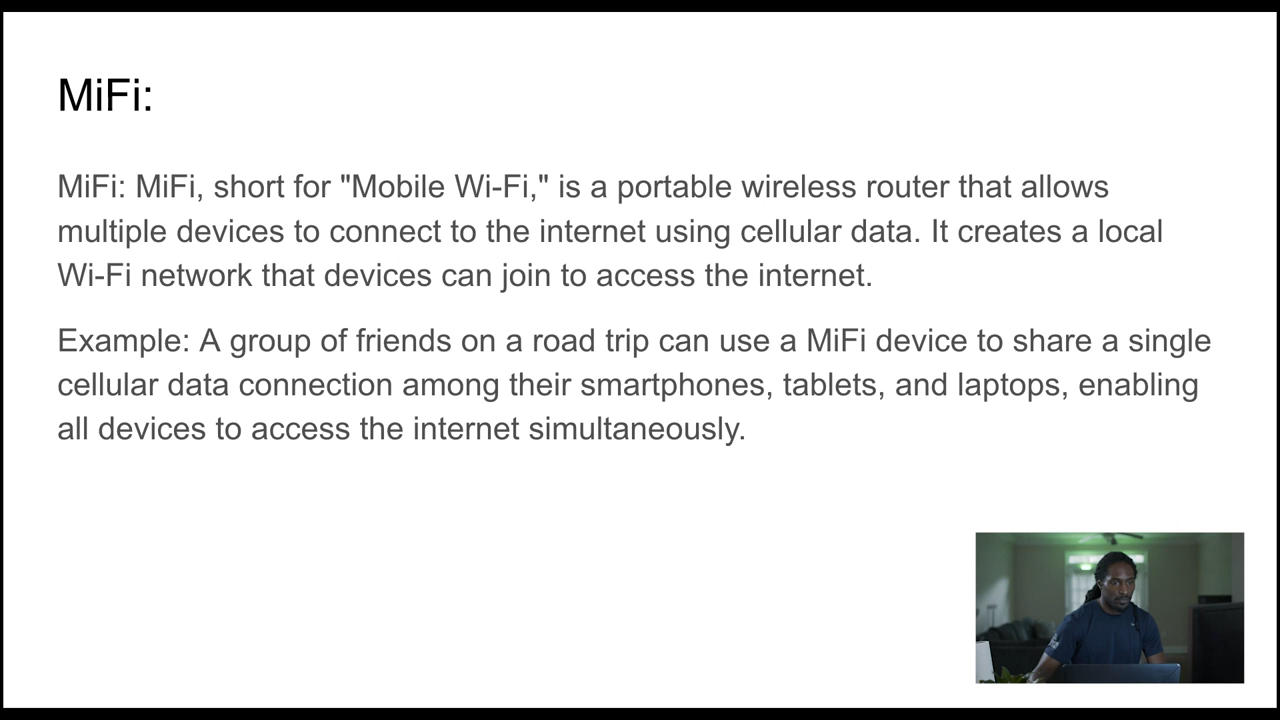 MiFi:
MiFi: MiFi, short for "Mobile Wi-Fi," is a portable wireless router that allows
multiple devices to connect to the internet using cellular data. It creates a local
Wi-Fi network that devices can join to access the internet.
Example: A group of friends on a road trip can use a MiFi device to share a single
cellular data connection among their smartphones, tablets, and laptops, enabling
all devices to access the internet simultaneously.